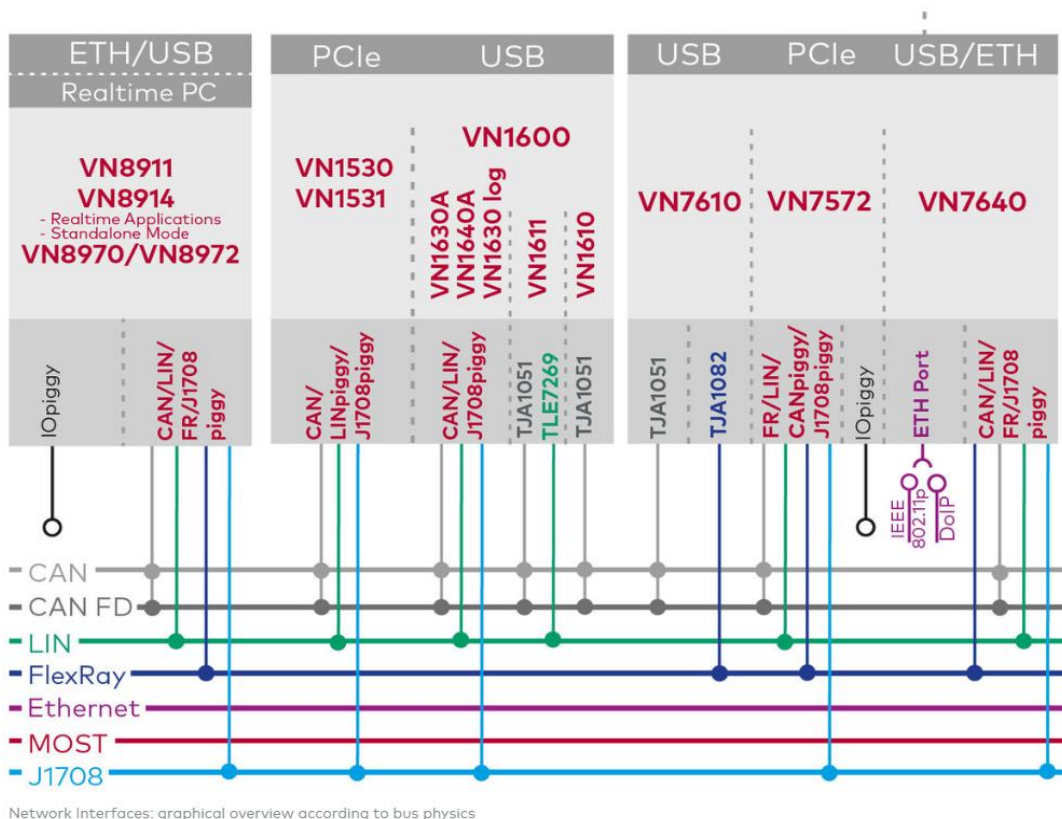 ETH/USB
Realtime PC
VN8911
VN8914
- Realtime Applications
- Standalone Mode
VN8970/VN8972
IOpiggy
CAN/LIN/
FR/J1708
piggy
PCIe
USB
VN1530
VN1531
VN1600
VN1630A
VN1640A
VN1630 log
VN1611
VN1610
CAN/
LINpiggy/
J1708piggy
CAN/LIN/
J1708piggy
TJA1051
TLE7269
TJA1051
USB
PCIe
USB/ETH
VN7610
VN7572
VN7640
TJA1051
TJA1082
FR/LIN/
CANpiggy/
J1708piggy
IOpiggy
ETH Port
IEEE
802.11p
DoIP
CAN/LIN/
FR/J1708
piggy
CAN
CAN FD
LIN
FlexRay
Ethernet
MOST
J1708
Network Interfaces: graphical overview according to bus physics